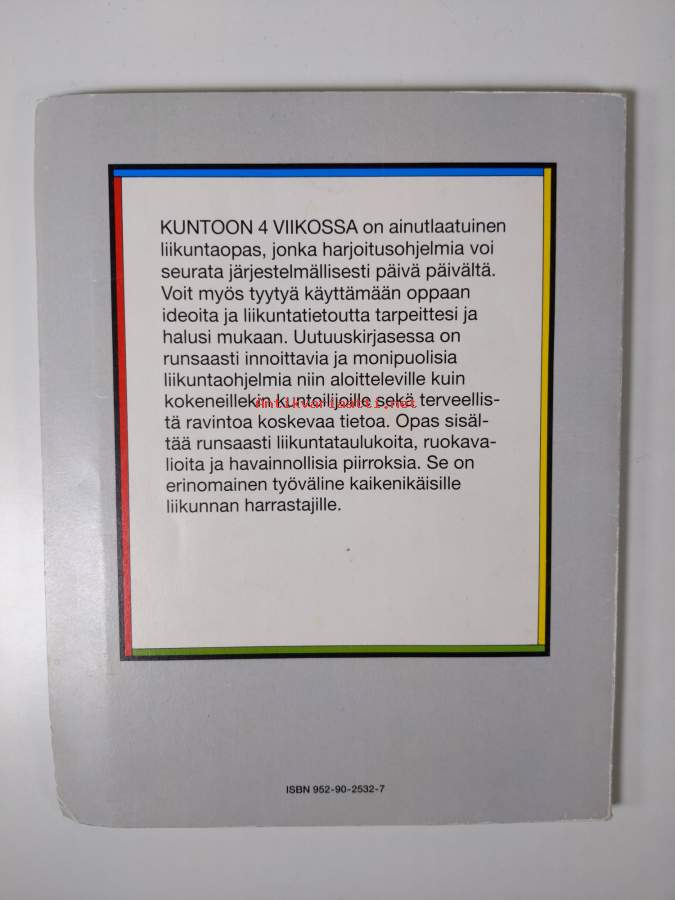 KUNTOON 4 VIIKOSSA on ainutlaatuinen
liikuntaopas, jonka harjoitusohjelmia voi
seurata järjestelmällisesti päivä päivältä.
Voit myös tyytyä käyttämään oppaan
ideoita ja liikuntatietoutta tarpeittesi ja
halusi mukaan. Uutuuskirjasessa on
runsaasti innoittavia ja monipuolisia
liikuntaohjelmia niin aloitteleville kuin
kokeneillekin kuntoilijoille sekä terveellis-
Antikvariaatti.net
tä ravintoa koskevaa tietoa. Opas sisäl-
tää runsaasti liikuntataulukoita, ruokava-
lioita ja havainnollisia piirroksia. Se on
erinomainen työväline kaikenikäisille
liikunnan harrastajille.
ISBN 952-90-2532-7